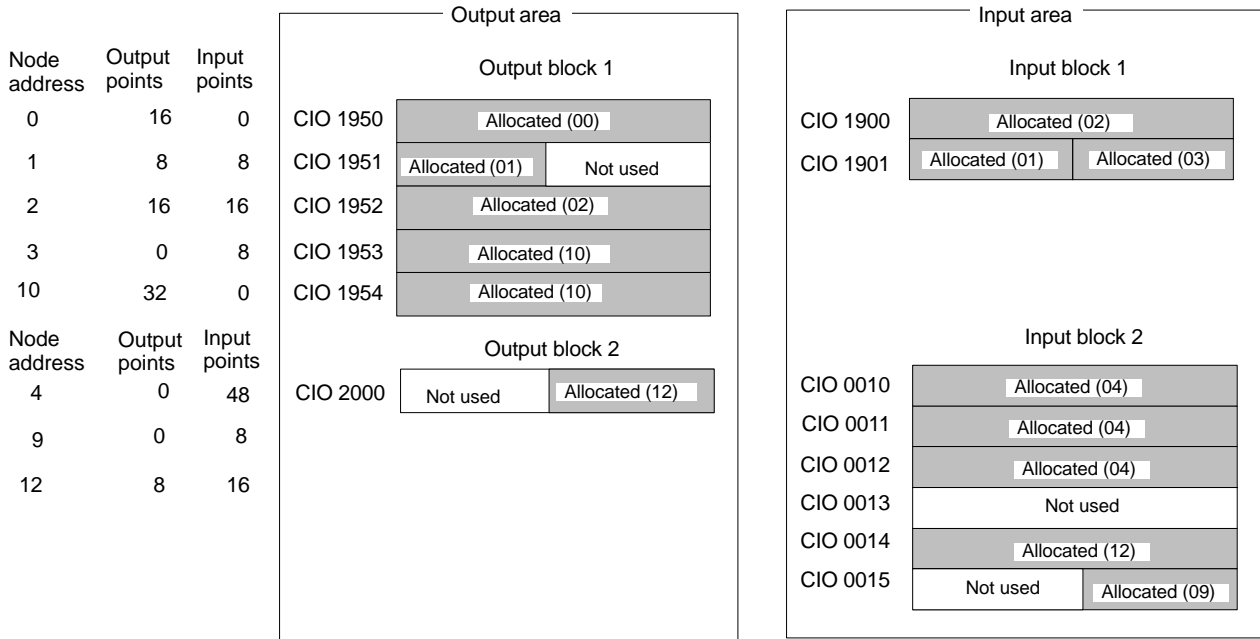 Output area
Input area
Node address
Output points
Input points
Output block 1
Input block 1
0 16 0
CIO 1950 Allocated (00)
CIO 1900 Allocated (02)
1 8 8
CIO 1951 Allocated (01) Not used
CIO 1901 Allocated (01) Allocated (03)
2 16 16
CIO 1952 Allocated (02)
3 0 8
CIO 1953 Allocated (10)
10 32 0
CIO 1954 Allocated (10)
Node address
Output points
Input points
Output block 2
Input block 2
4 0 48
CIO 2000 Not used Allocated (12)
CIO 0010 Allocated (04)
9 0 8
CIO 0011 Allocated (04)
12 8 16
CIO 0012 Allocated (04)
CIO 0013 Not used
CIO 0014 Allocated (12)
CIO 0015 Not used Allocated (09)